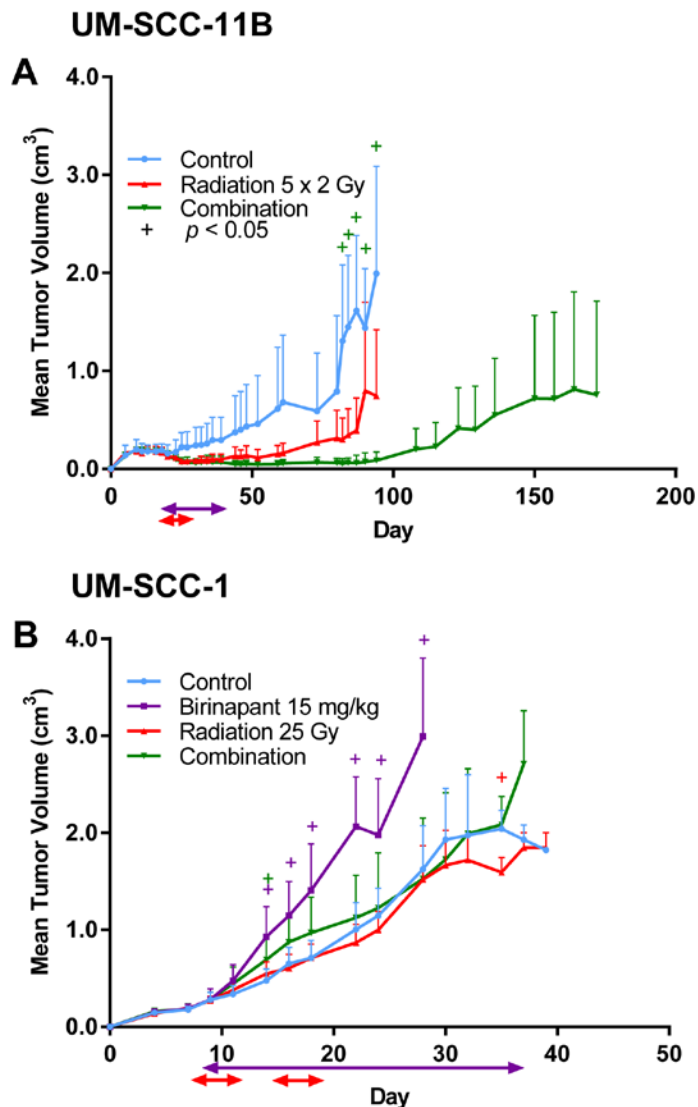 UM-SCC-11B
A
Mean Tumor Volume (cm³)
4.0
3.0
2.0
1.0
0.0
Control
Radiation 5 x 2 Gy
Combination
+ p < 0.05
+ + + + +
0 50 100 150 200
Day
UM-SCC-1
B
Mean Tumor Volume (cm³)
4.0
3.0
2.0
1.0
0.0
Control
Birinapant 15 mg/kg
Radiation 25 Gy
Combination
+ + + + + + + +
0 10 20 30 40 50
Day